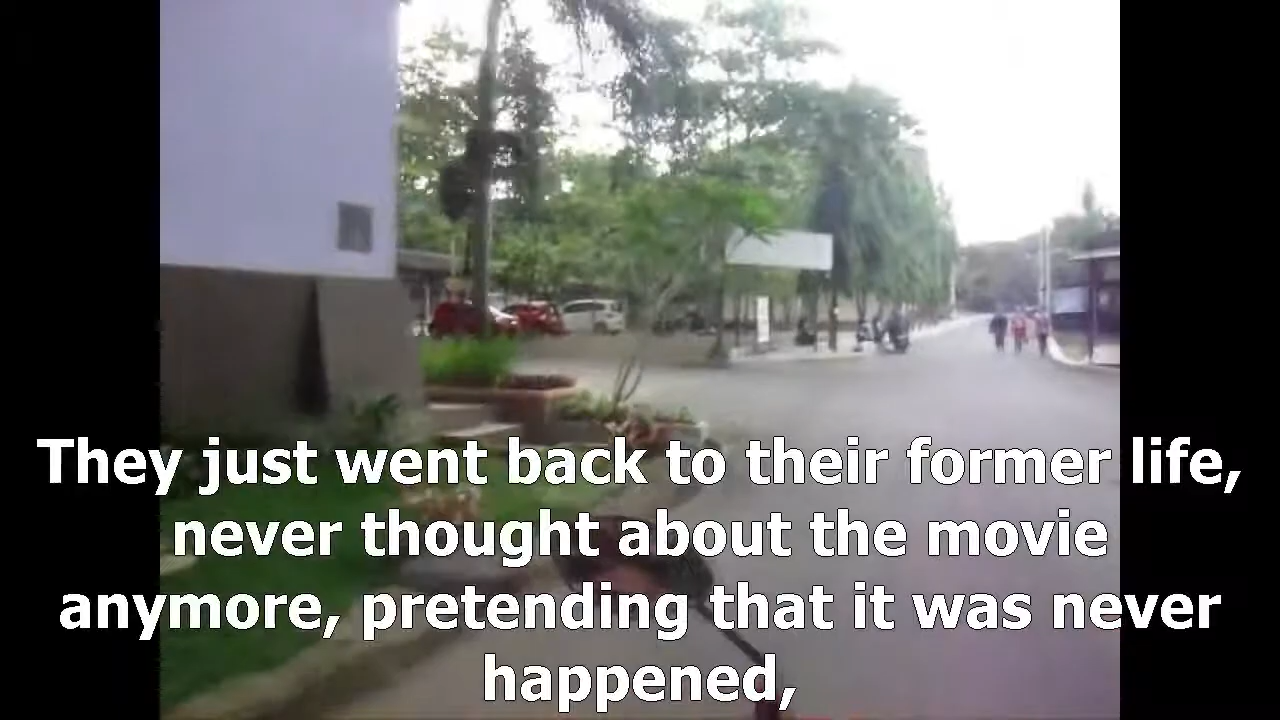 They just went back to their former life,
never thought about the movie
anymore, pretending that it was never
happened,